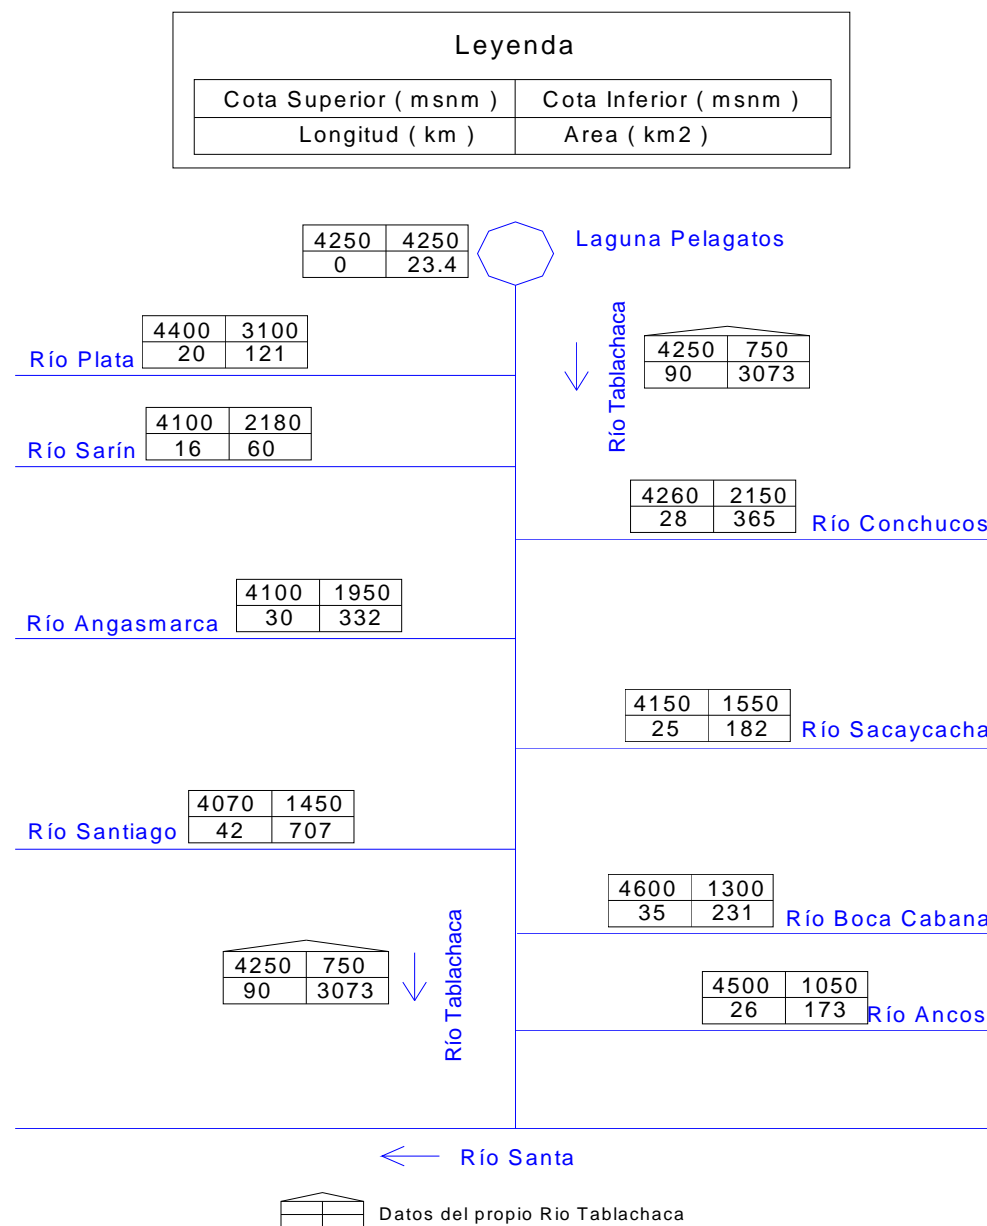 Leyenda
Cota Superior ( msnm ) Cota Inferior ( msnm )
Longitud ( km ) Area ( km2 )
4250 4250
0 23.4
Laguna Pelagatos
4400 3100
20 121
Río Plata
Río Tablachaca
4250 750
90 3073
4100 2180
16 60
Río Sarín
4260 2150
28 365
Río Conchucos
4100 1950
30 332
Río Angasmarca
4150 1550
25 182
Río Sacaycacha
4070 1450
42 707
Río Santiago
4600 1300
35 231
Río Boca Cabana
4250 750
90 3073
Río Tablachaca
4500 1050
26 173
Río Ancos
Río Santa
Datos del propio Rio Tablachaca